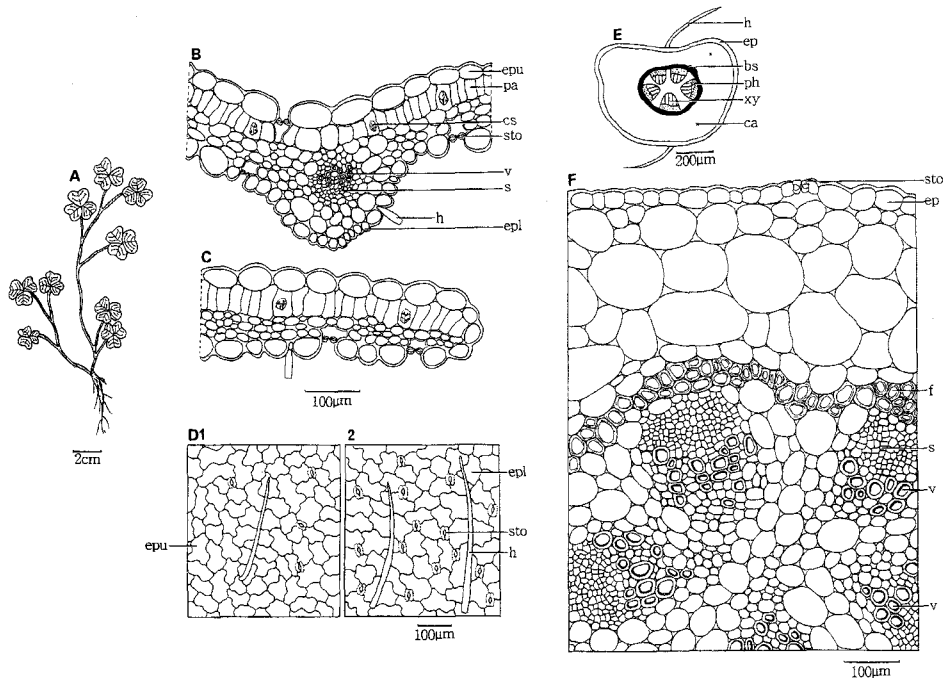 A
2cm
B
epu
pa
cs
sto
v
s
h
epl
C
100μm
D1
epu
2
epl
sto
h
100μm
E
h
ep
bs
ph
xy
ca
200μm
F
sto
ep
f
s
v
v
100μm